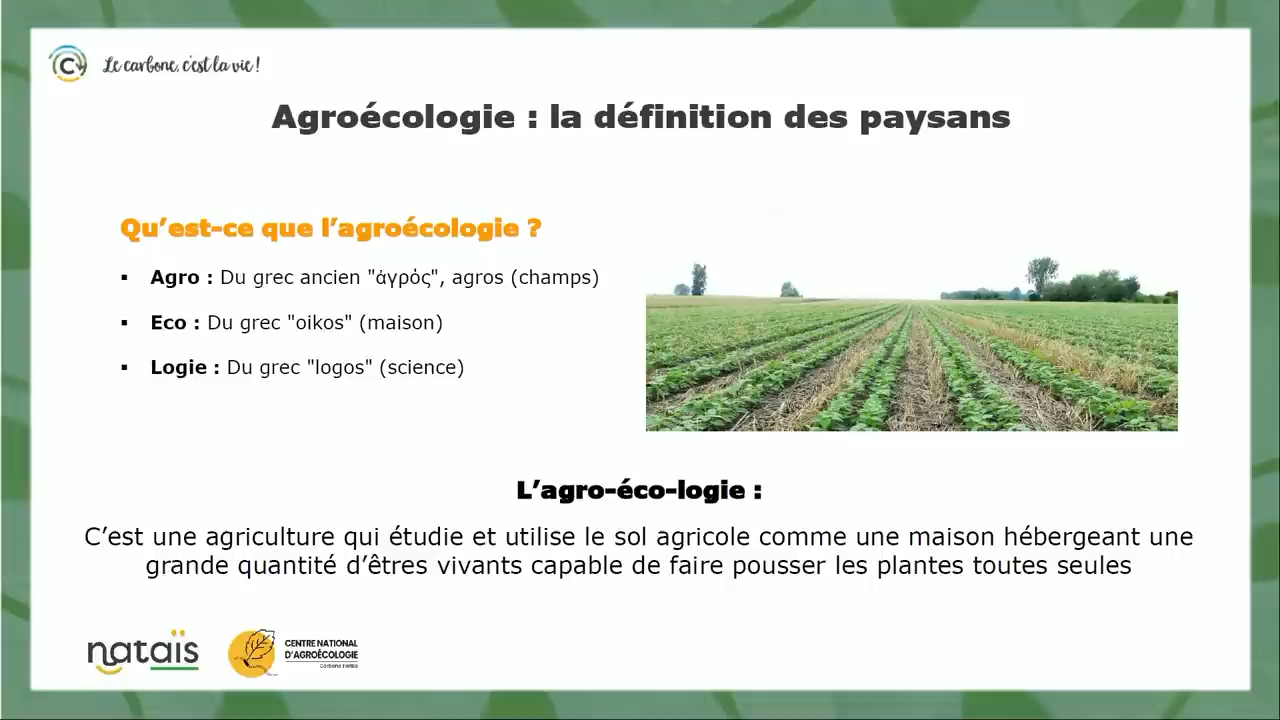 Le carbone, c'est la vie !
Agroécologie : la définition des paysans
Qu’est-ce que l’agroécologie ?
▪ Agro : Du grec ancien "ἀγρός", agros (champs)
▪ Eco : Du grec "oikos" (maison)
▪ Logie : Du grec "logos" (science)
L’agro-éco-logie :
C’est une agriculture qui étudie et utilise le sol agricole comme une maison hébergeant une
grande quantité d’êtres vivants capable de faire pousser les plantes toutes seules
nataïs
CENTRE NATIONAL
D'AGROÉCOLOGIE